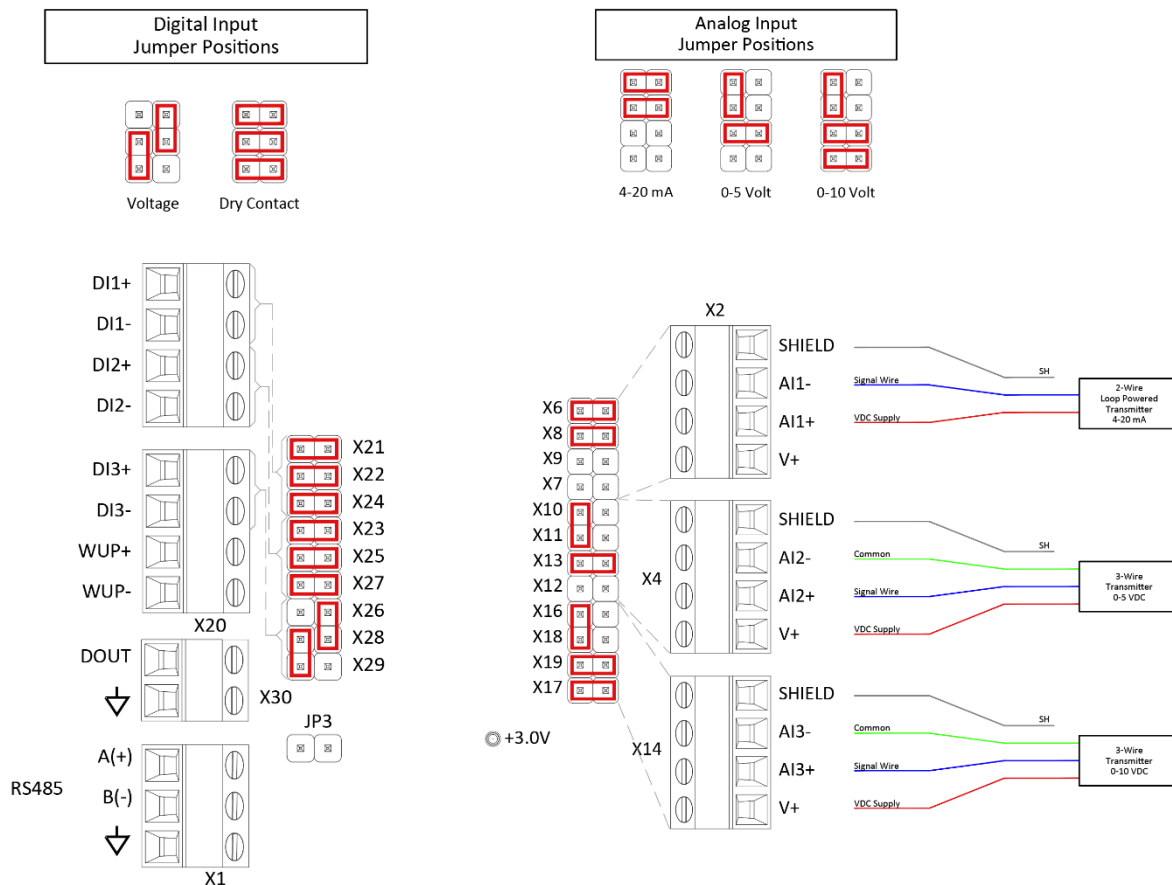 Digital Input
Jumper Positions
Analog Input
Jumper Positions
Voltage
Dry Contact
4-20 mA
0-5 Volt
0-10 Volt
DI1+
DI1-
DI2+
DI2-
DI3+
DI3-
WUP+
WUP-
X20
DOUT
X30
RS485
A(+)
B(-)
X1
X21
X22
X24
X23
X25
X27
X26
X28
X29
JP3
+3.0V
X6
X8
X9
X7
X10
X11
X13
X12
X16
X18
X19
X17
X2
SHIELD
AI1-
AI1+
V+
Signal Wire
VDC Supply
SH
2-Wire
Loop Powered
Transmitter
4-20 mA
X4
SHIELD
AI2-
AI2+
V+
Common
Signal Wire
VDC Supply
SH
3-Wire
Transmitter
0-5 VDC
X14
SHIELD
AI3-
AI3+
V+
Common
Signal Wire
VDC Supply
SH
3-Wire
Transmitter
0-10 VDC